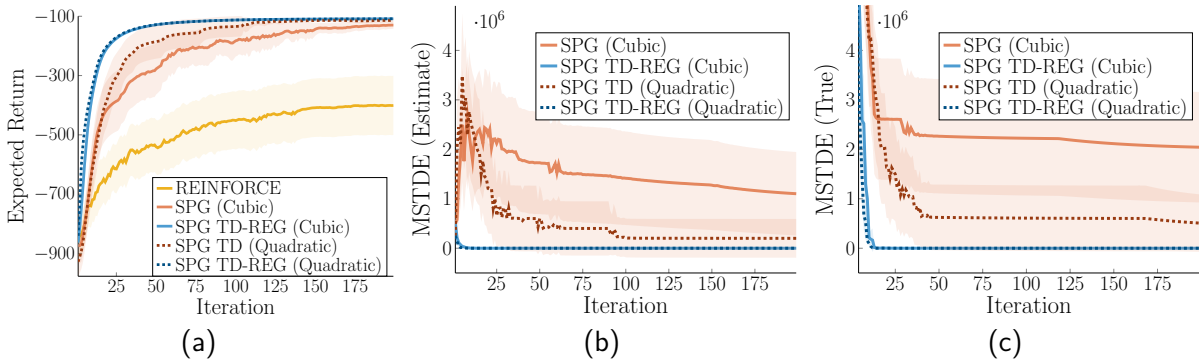 −100
−300
−500
−700
−900
Expected Return
REINFORCE
SPG (Cubic)
SPG TD-REG (Cubic)
SPG TD (Quadratic)
SPG TD-REG (Quadratic)
25 50 75 100 125 150 175
Iteration
(a)
·10⁶
4
3
2
1
0
MSTDE (Estimate)
SPG (Cubic)
SPG TD-REG (Cubic)
SPG TD (Quadratic)
SPG TD-REG (Quadratic)
25 50 75 100 125 150 175
Iteration
(b)
·10⁶
4
3
2
1
0
MSTDE (True)
SPG (Cubic)
SPG TD-REG (Cubic)
SPG TD (Quadratic)
SPG TD-REG (Quadratic)
25 50 75 100 125 150 175
Iteration
(c)